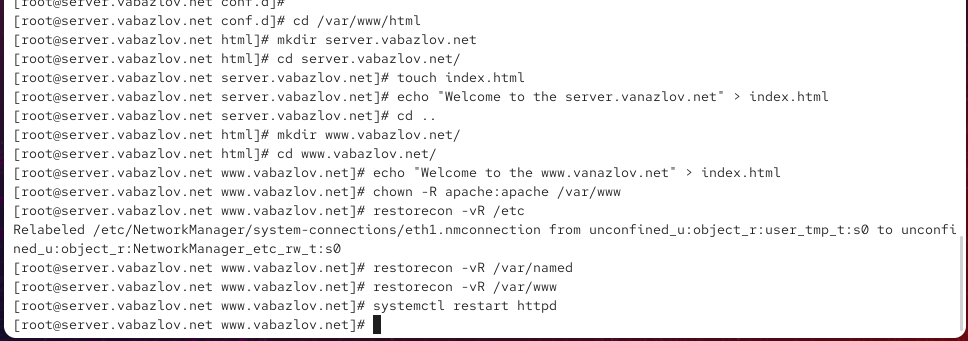 [root@server.vabazlov.net conf.d]#
[root@server.vabazlov.net conf.d]# cd /var/www/html
[root@server.vabazlov.net html]# mkdir server.vabazlov.net
[root@server.vabazlov.net html]# cd server.vabazlov.net/
[root@server.vabazlov.net server.vabazlov.net]# touch index.html
[root@server.vabazlov.net server.vabazlov.net]# echo "Welcome to the server.vanazlov.net" > index.html
[root@server.vabazlov.net server.vabazlov.net]# cd ..
[root@server.vabazlov.net html]# mkdir www.vabazlov.net/
[root@server.vabazlov.net html]# cd www.vabazlov.net/
[root@server.vabazlov.net www.vabazlov.net]# echo "Welcome to the www.vanazlov.net" > index.html
[root@server.vabazlov.net www.vabazlov.net]# chown -R apache:apache /var/www
[root@server.vabazlov.net www.vabazlov.net]# restorecon -vR /etc
Relabeled /etc/NetworkManager/system-connections/eth1.nmconnection from unconfined_u:object_r:user_tmp_t:s0 to unconfi
ned_u:object_r:NetworkManager_etc_rw_t:s0
[root@server.vabazlov.net www.vabazlov.net]# restorecon -vR /var/named
[root@server.vabazlov.net www.vabazlov.net]# restorecon -vR /var/www
[root@server.vabazlov.net www.vabazlov.net]# systemctl restart httpd
[root@server.vabazlov.net www.vabazlov.net]#